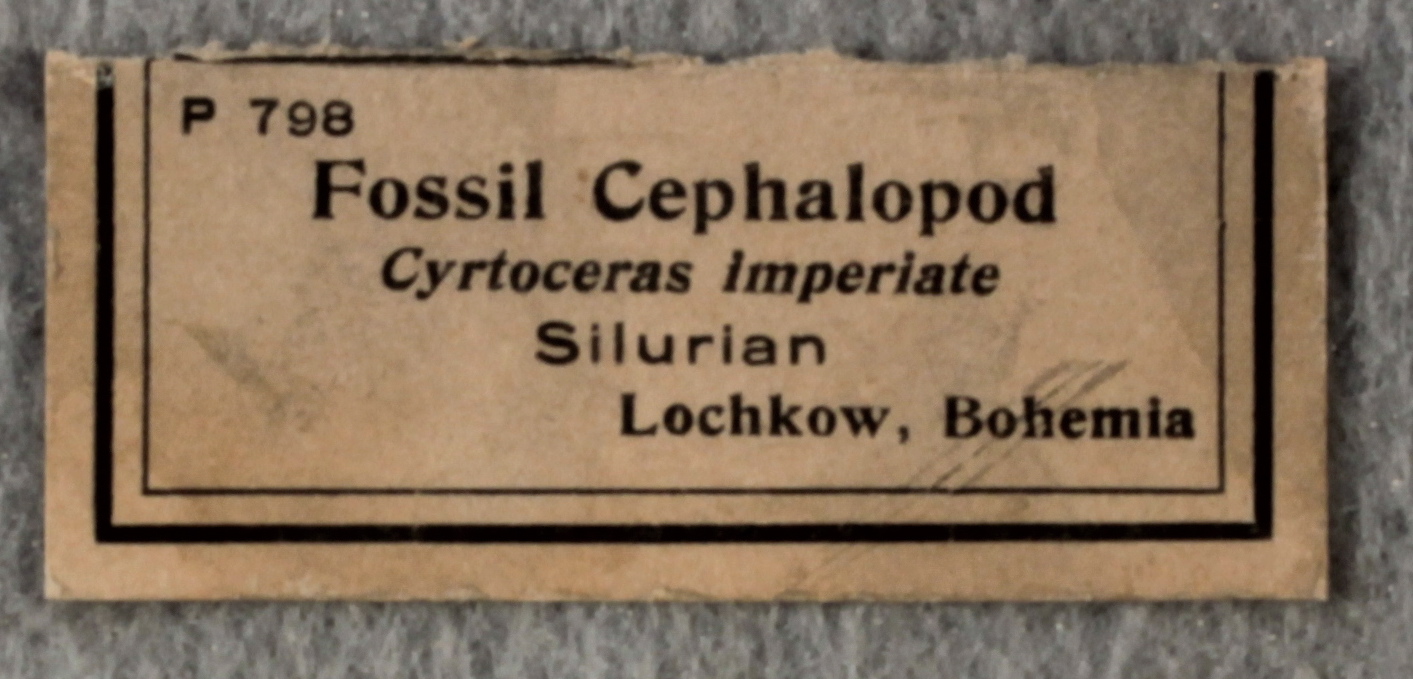 P 798
Fossil Cephalopod
Cyrtoceras imperiate
Silurian
Lochkow, Bohemia